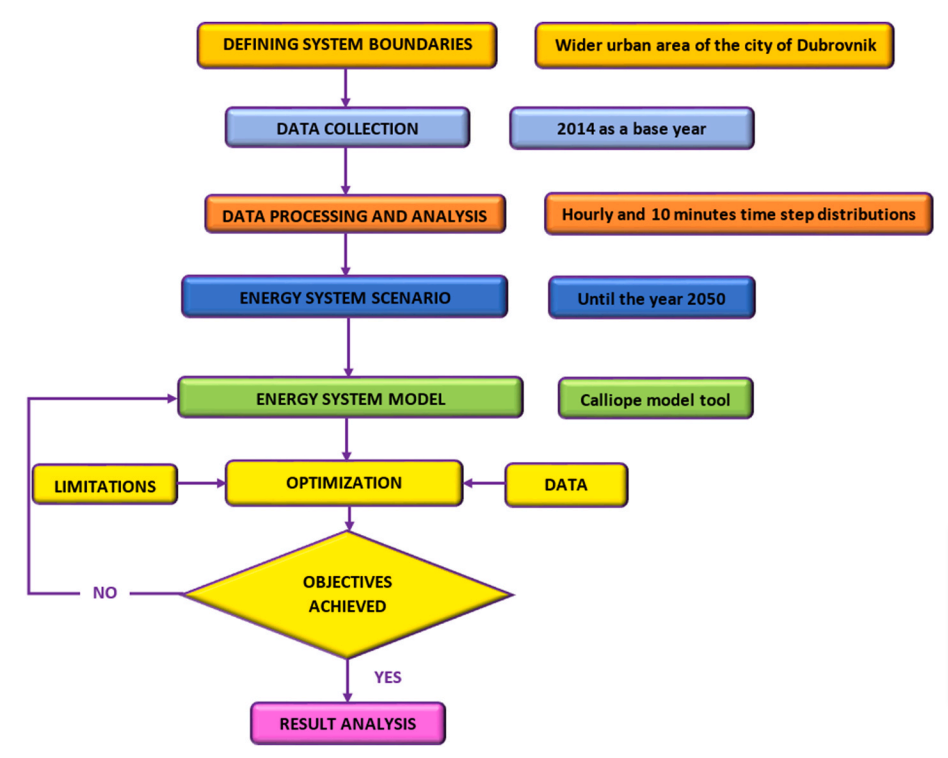 DEFINING SYSTEM BOUNDARIES
Wider urban area of the city of Dubrovnik
DATA COLLECTION
2014 as a base year
DATA PROCESSING AND ANALYSIS
Hourly and 10 minutes time step distributions
ENERGY SYSTEM SCENARIO
Until the year 2050
ENERGY SYSTEM MODEL
Calliope model tool
LIMITATIONS
OPTIMIZATION
DATA
OBJECTIVES
ACHIEVED
NO
YES
RESULT ANALYSIS